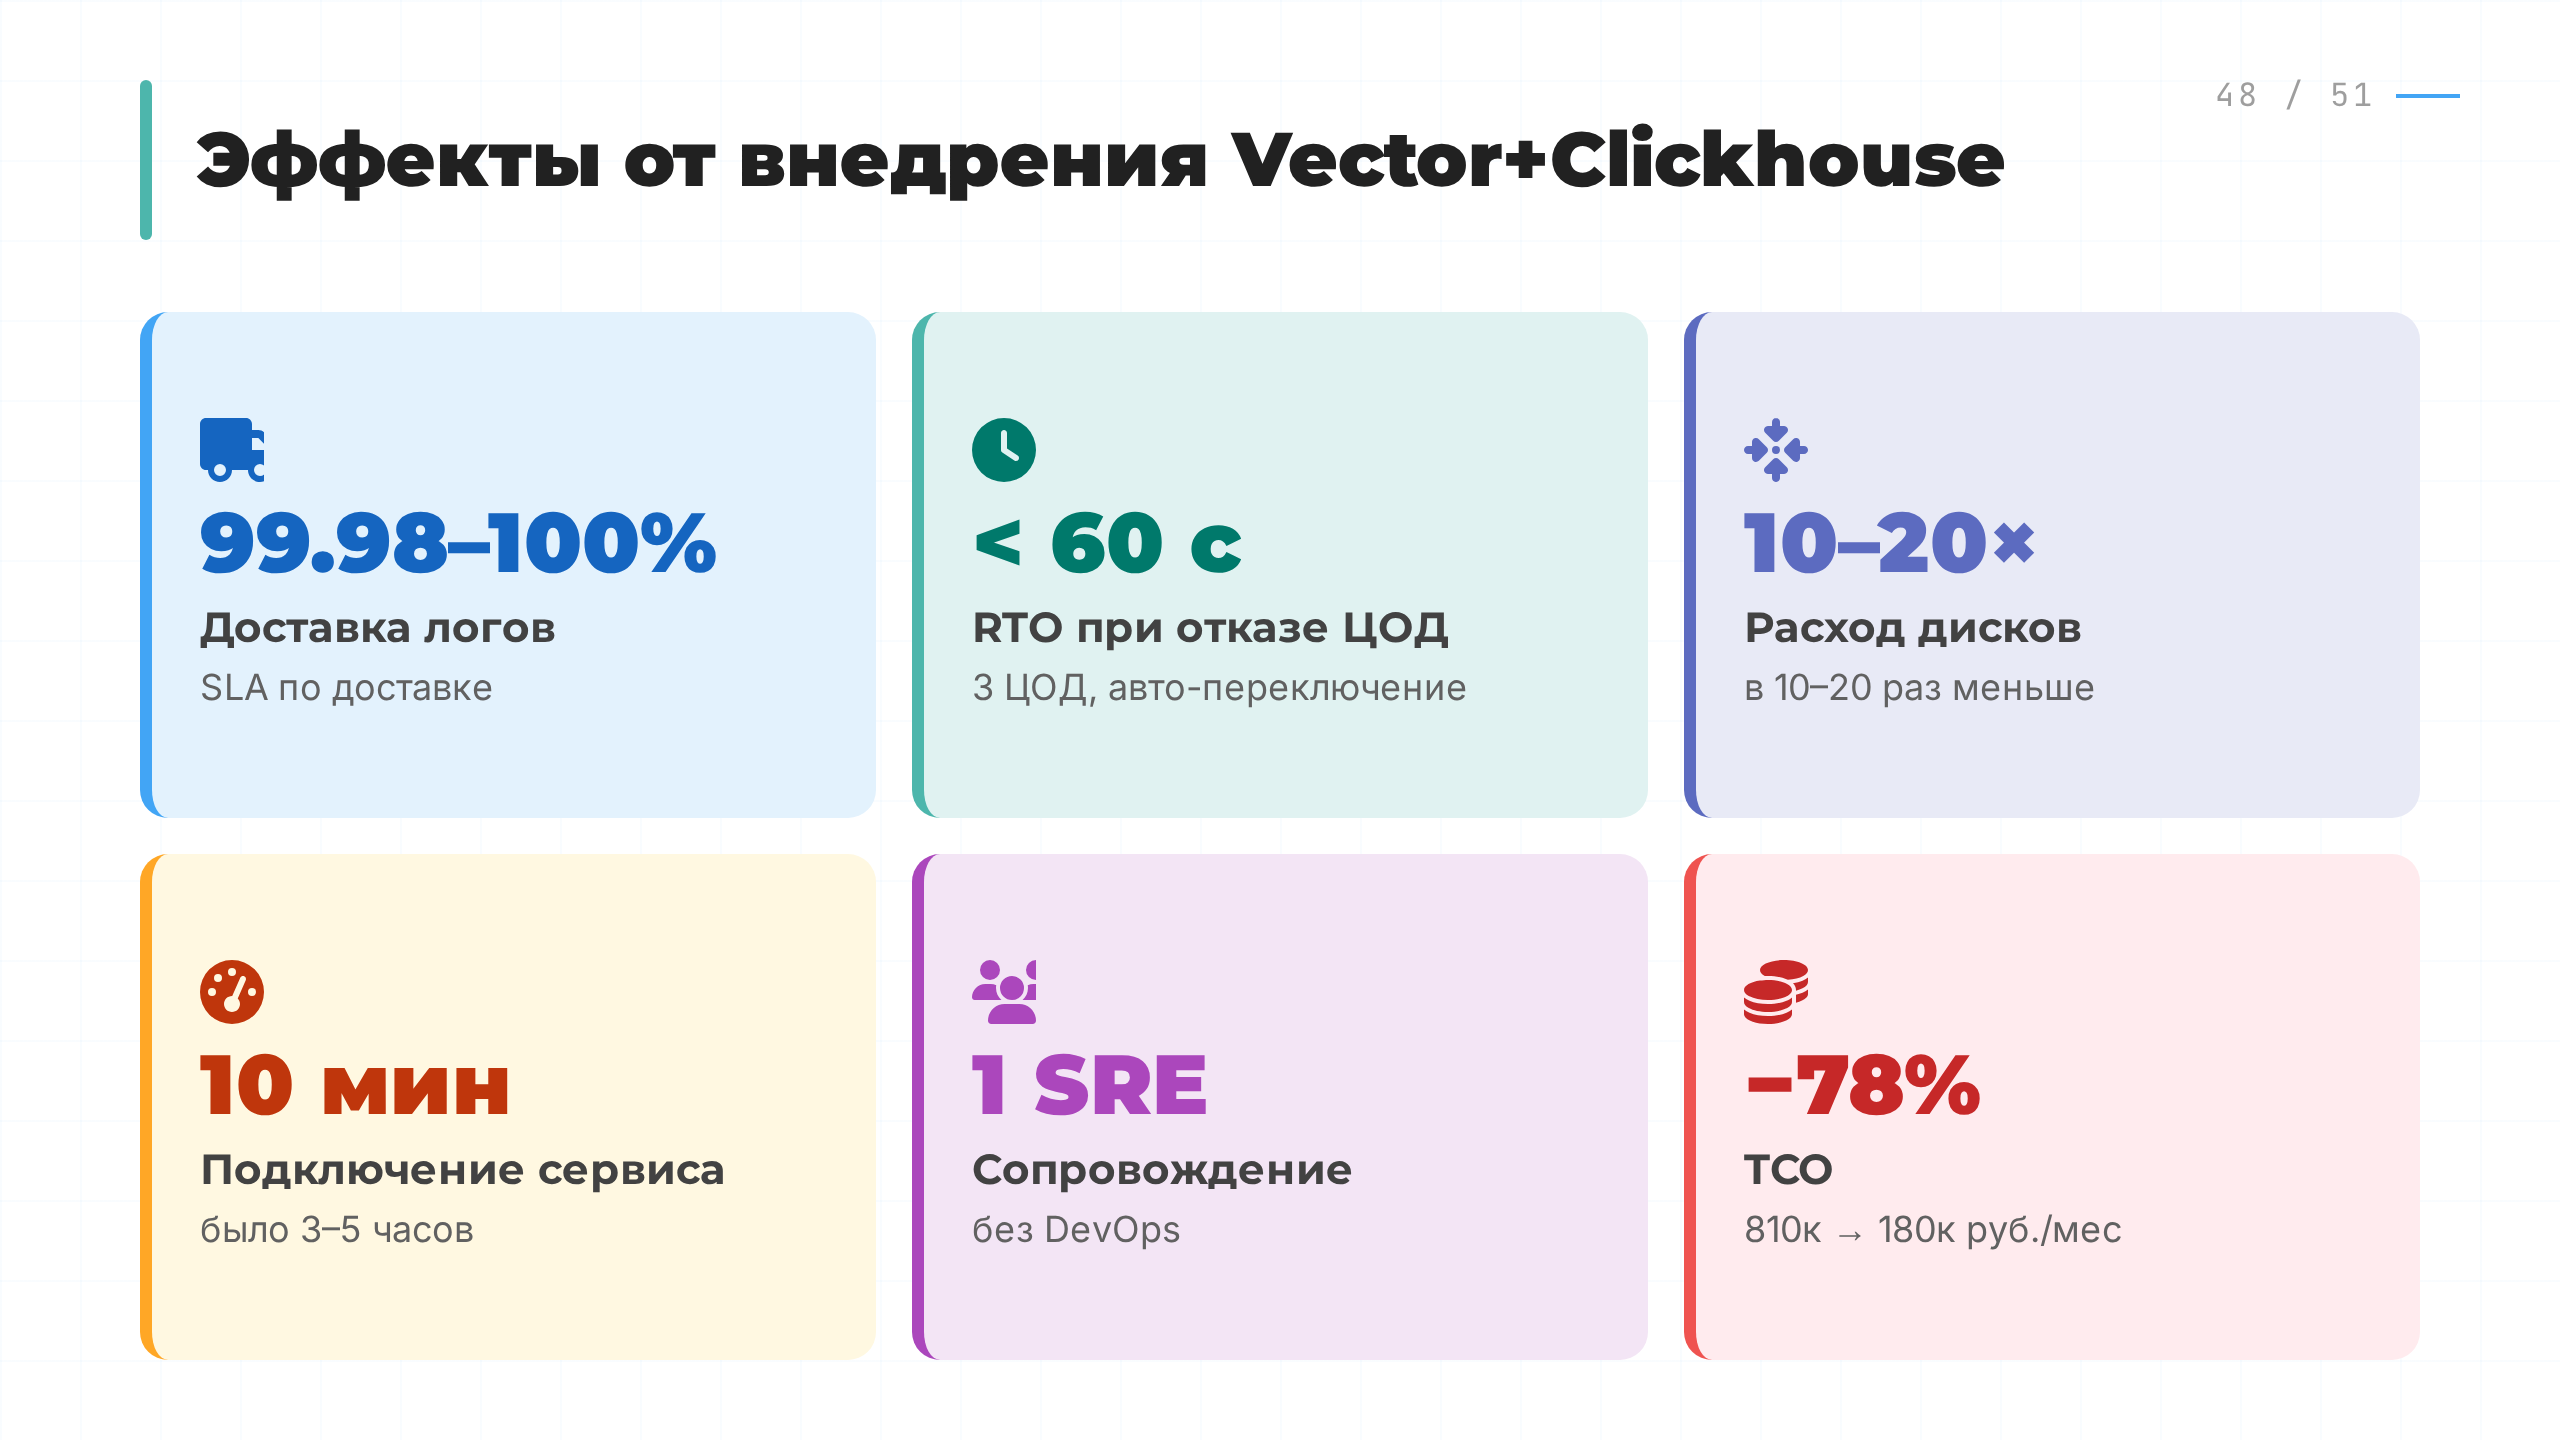 48 / 51
Эффекты от внедрения Vector+Clickhouse
99.98–100%
Доставка логов
SLA по доставке
< 60 с
RTO при отказе ЦОД
3 ЦОД, авто-переключение
10–20×
Расход дисков
в 10–20 раз меньше
10 мин
Подключение сервиса
было 3–5 часов
1 SRE
Сопровождение
без DevOps
−78%
TCO
810к → 180к руб./мес